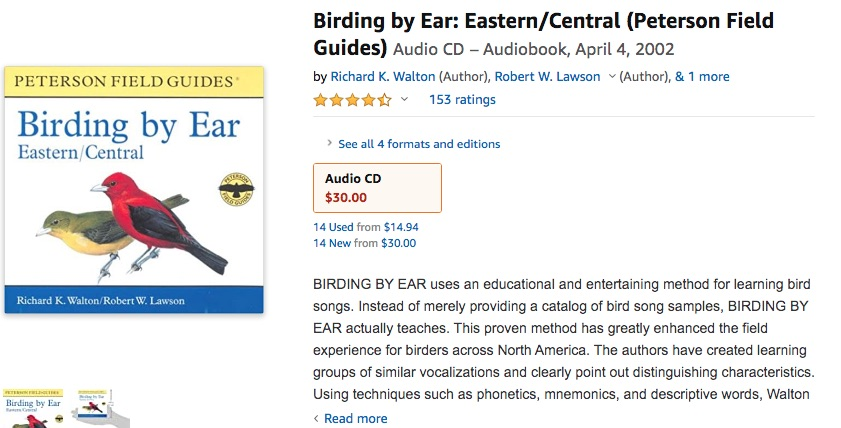 Birding by Ear: Eastern/Central (Peterson Field
Guides) Audio CD – Audiobook, April 4, 2002
by Richard K. Walton (Author), Robert W. Lawson (Author), & 1 more
153 ratings
See all 4 formats and editions
Audio CD
$30.00
14 Used from $14.94
14 New from $30.00
BIRDING BY EAR uses an educational and entertaining method for learning bird
songs. Instead of merely providing a catalog of bird song samples, BIRDING BY
EAR actually teaches. This proven method has greatly enhanced the field
experience for birders across North America. The authors have created learning
groups of similar vocalizations and clearly point out distinguishing characteristics.
Using techniques such as phonetics, mnemonics, and descriptive words, Walton
Read more
PETERSON FIELD GUIDES®
Birding by Ear
Eastern/Central
PETERSON
FIELD GUIDES
Richard K. Walton/Robert W. Lawson
PETERSON FIELD GUIDES
Birding by Ear
Eastern/Central
Birding by Ear